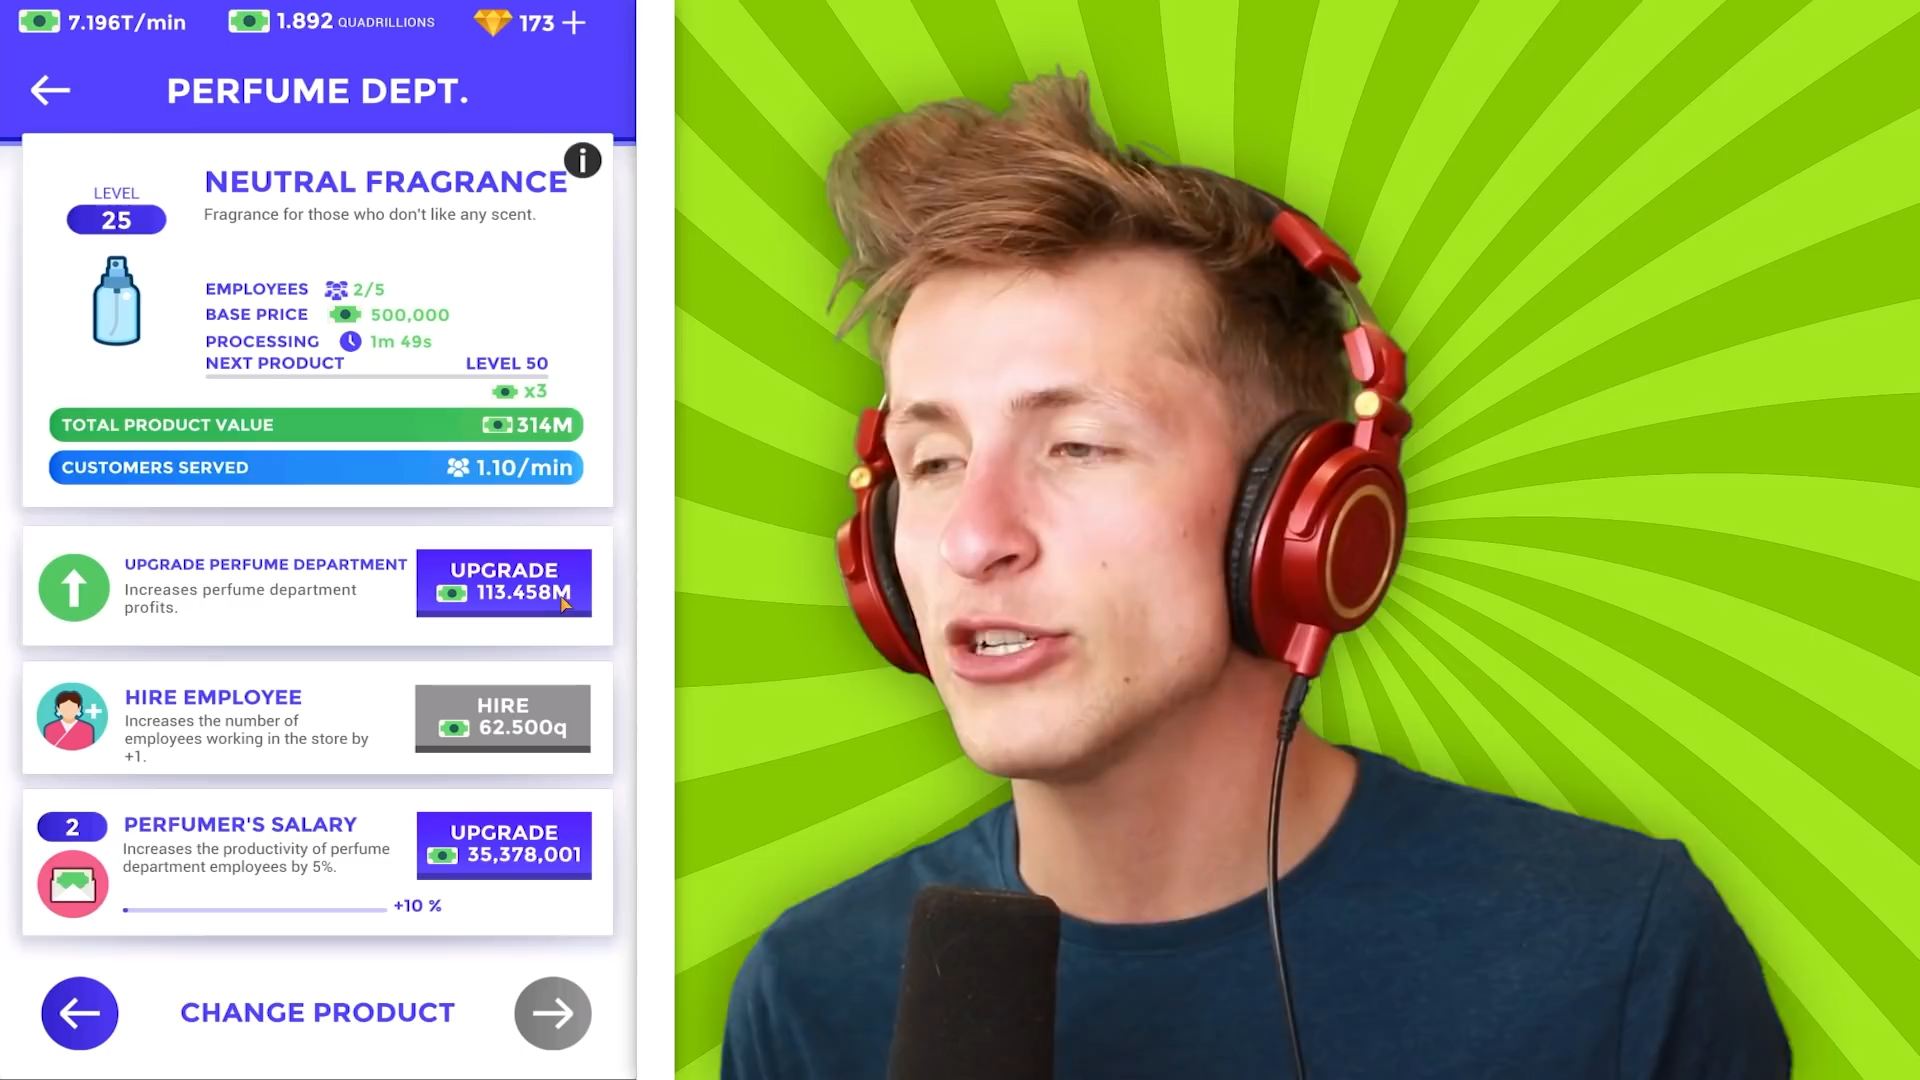 7.196T/min
1.892 QUADRILLIONS
173
PERFUME DEPT.
i
NEUTRAL FRAGRANCE
Fragrance for those who don't like any scent.
LEVEL
25
EMPLOYEES 2/5
BASE PRICE 500,000
PROCESSING 1m 49s
NEXT PRODUCT LEVEL 50
x3
TOTAL PRODUCT VALUE 314M
CUSTOMERS SERVED 1.10/min
UPGRADE PERFUME DEPARTMENT
Increases perfume department
profits.
UPGRADE
113.458M
HIRE EMPLOYEE
Increases the number of
employees working in the store by
+1.
HIRE
62.500q
2
PERFUMER'S SALARY
Increases the productivity of perfume
department employees by 5%.
+10 %
UPGRADE
35,378,001
CHANGE PRODUCT